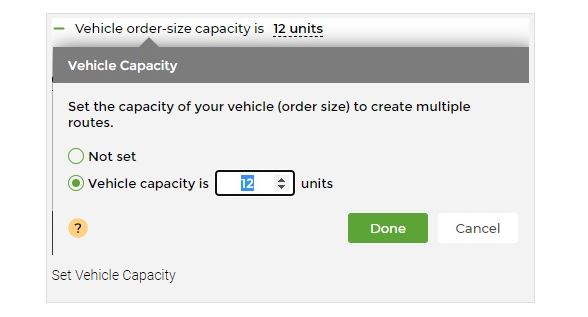 Vehicle order-size capacity is 12 units
Vehicle Capacity
Set the capacity of your vehicle (order size) to create multiple
routes.
Not set
Vehicle capacity is 12 units
?
Done Cancel
Set Vehicle Capacity